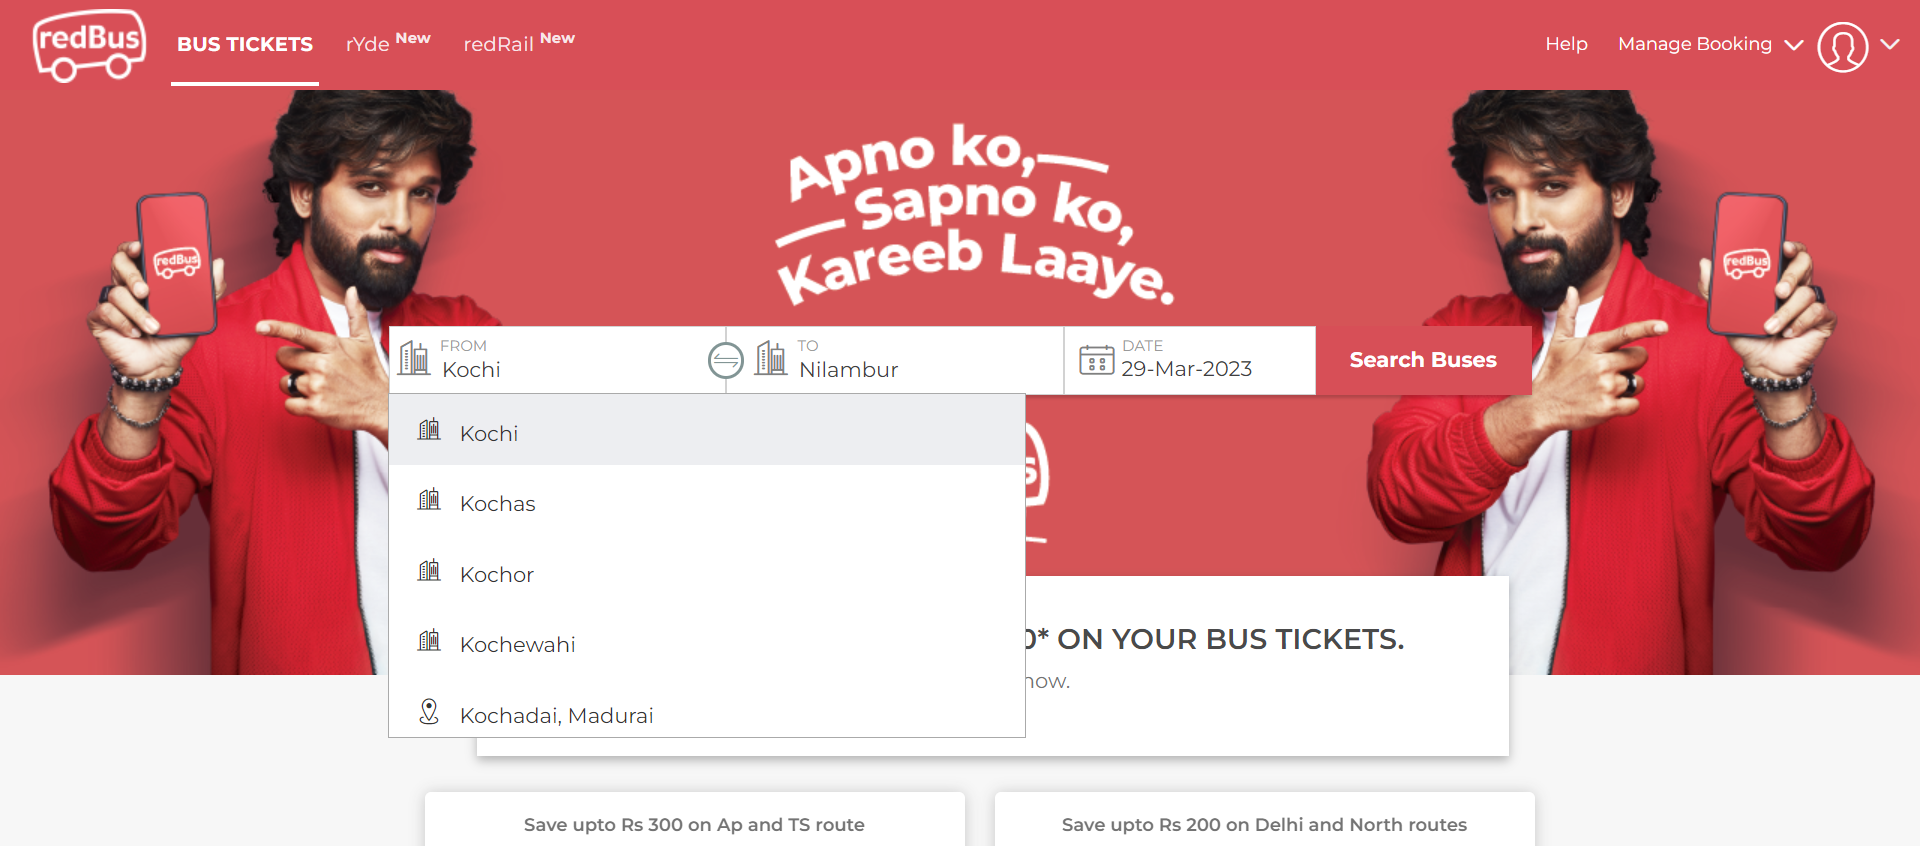 redBus
BUS TICKETS
rYde New
redRail New
Help
Manage Booking
Apno ko,
Sapno ko,
Kareeb Laaye.
redBus
redBus
FROM
Kochi
TO
Nilambur
DATE
29-Mar-2023
Search Buses
Kochi
Kochas
Kochor
Kochewahi
Kochadai, Madurai
0* ON YOUR BUS TICKETS.
now.
Save upto Rs 300 on Ap and TS route
Save upto Rs 200 on Delhi and North routes